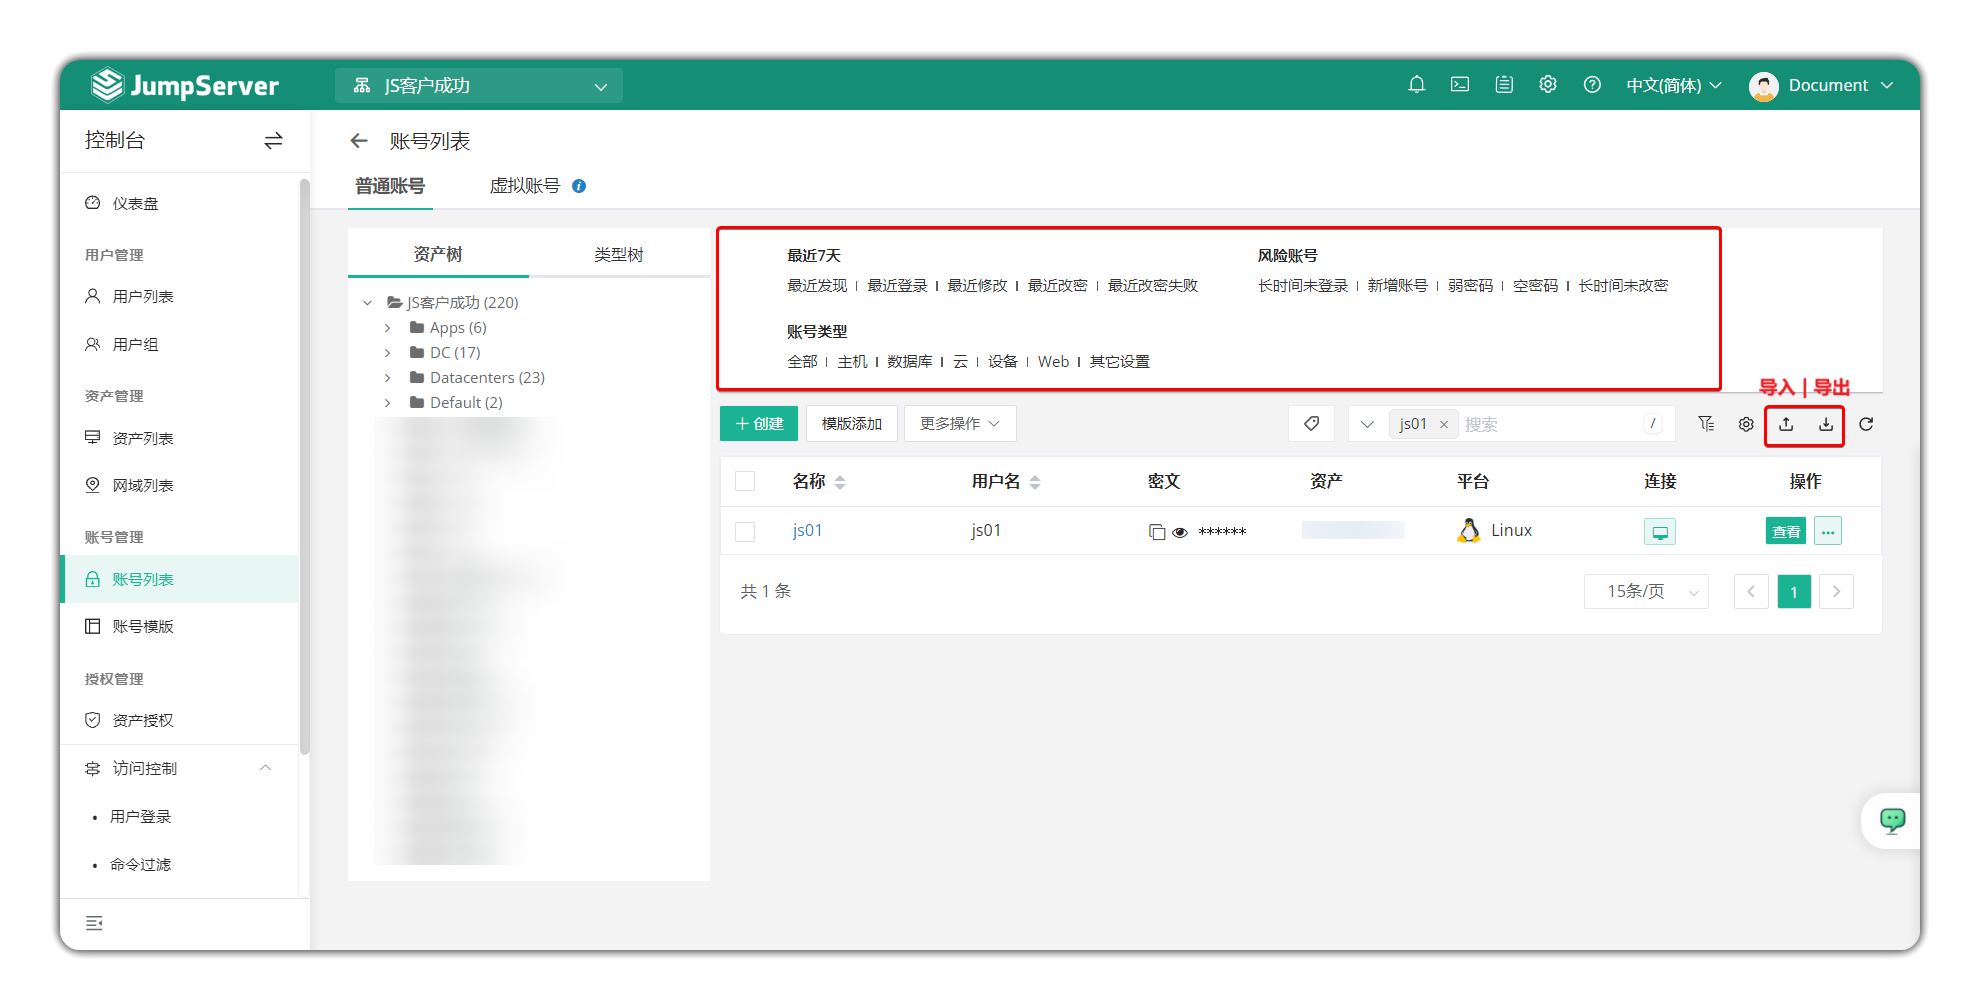 JumpServer
JS客户成功
中文(简体)
Document
控制台
账号列表
普通账号
虚拟账号
仪表盘
用户管理
用户列表
用户组
资产管理
资产列表
网域列表
账号管理
账号列表
账号模版
授权管理
资产授权
访问控制
• 用户登录
• 命令过滤
资产树
类型树
JS客户成功 (220)
Apps (6)
DC (17)
Datacenters (23)
Default (2)
最近7天
最近发现 | 最近登录 | 最近修改 | 最近改密 | 最近改密失败
风险账号
长时间未登录 | 新增账号 | 弱密码 | 空密码 | 长时间未改密
账号类型
全部 | 主机 | 数据库 | 云 | 设备 | Web | 其它设置
导入 | 导出
创建
模版添加
更多操作
js01 ×
搜索
/
名称
用户名
密文
资产
平台
连接
操作
js01
js01
******
Linux
查看
共 1 条
15条/页
1